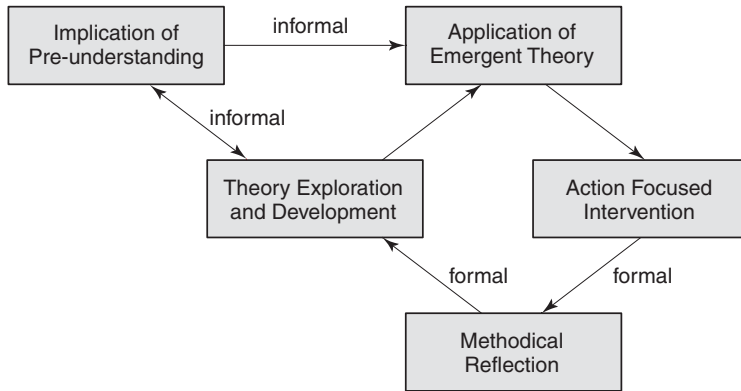 Implication of
Pre-understanding
informal
Application of
Emergent Theory
informal
Theory Exploration
and Development
Action Focused
Intervention
formal
formal
Methodical
Reflection